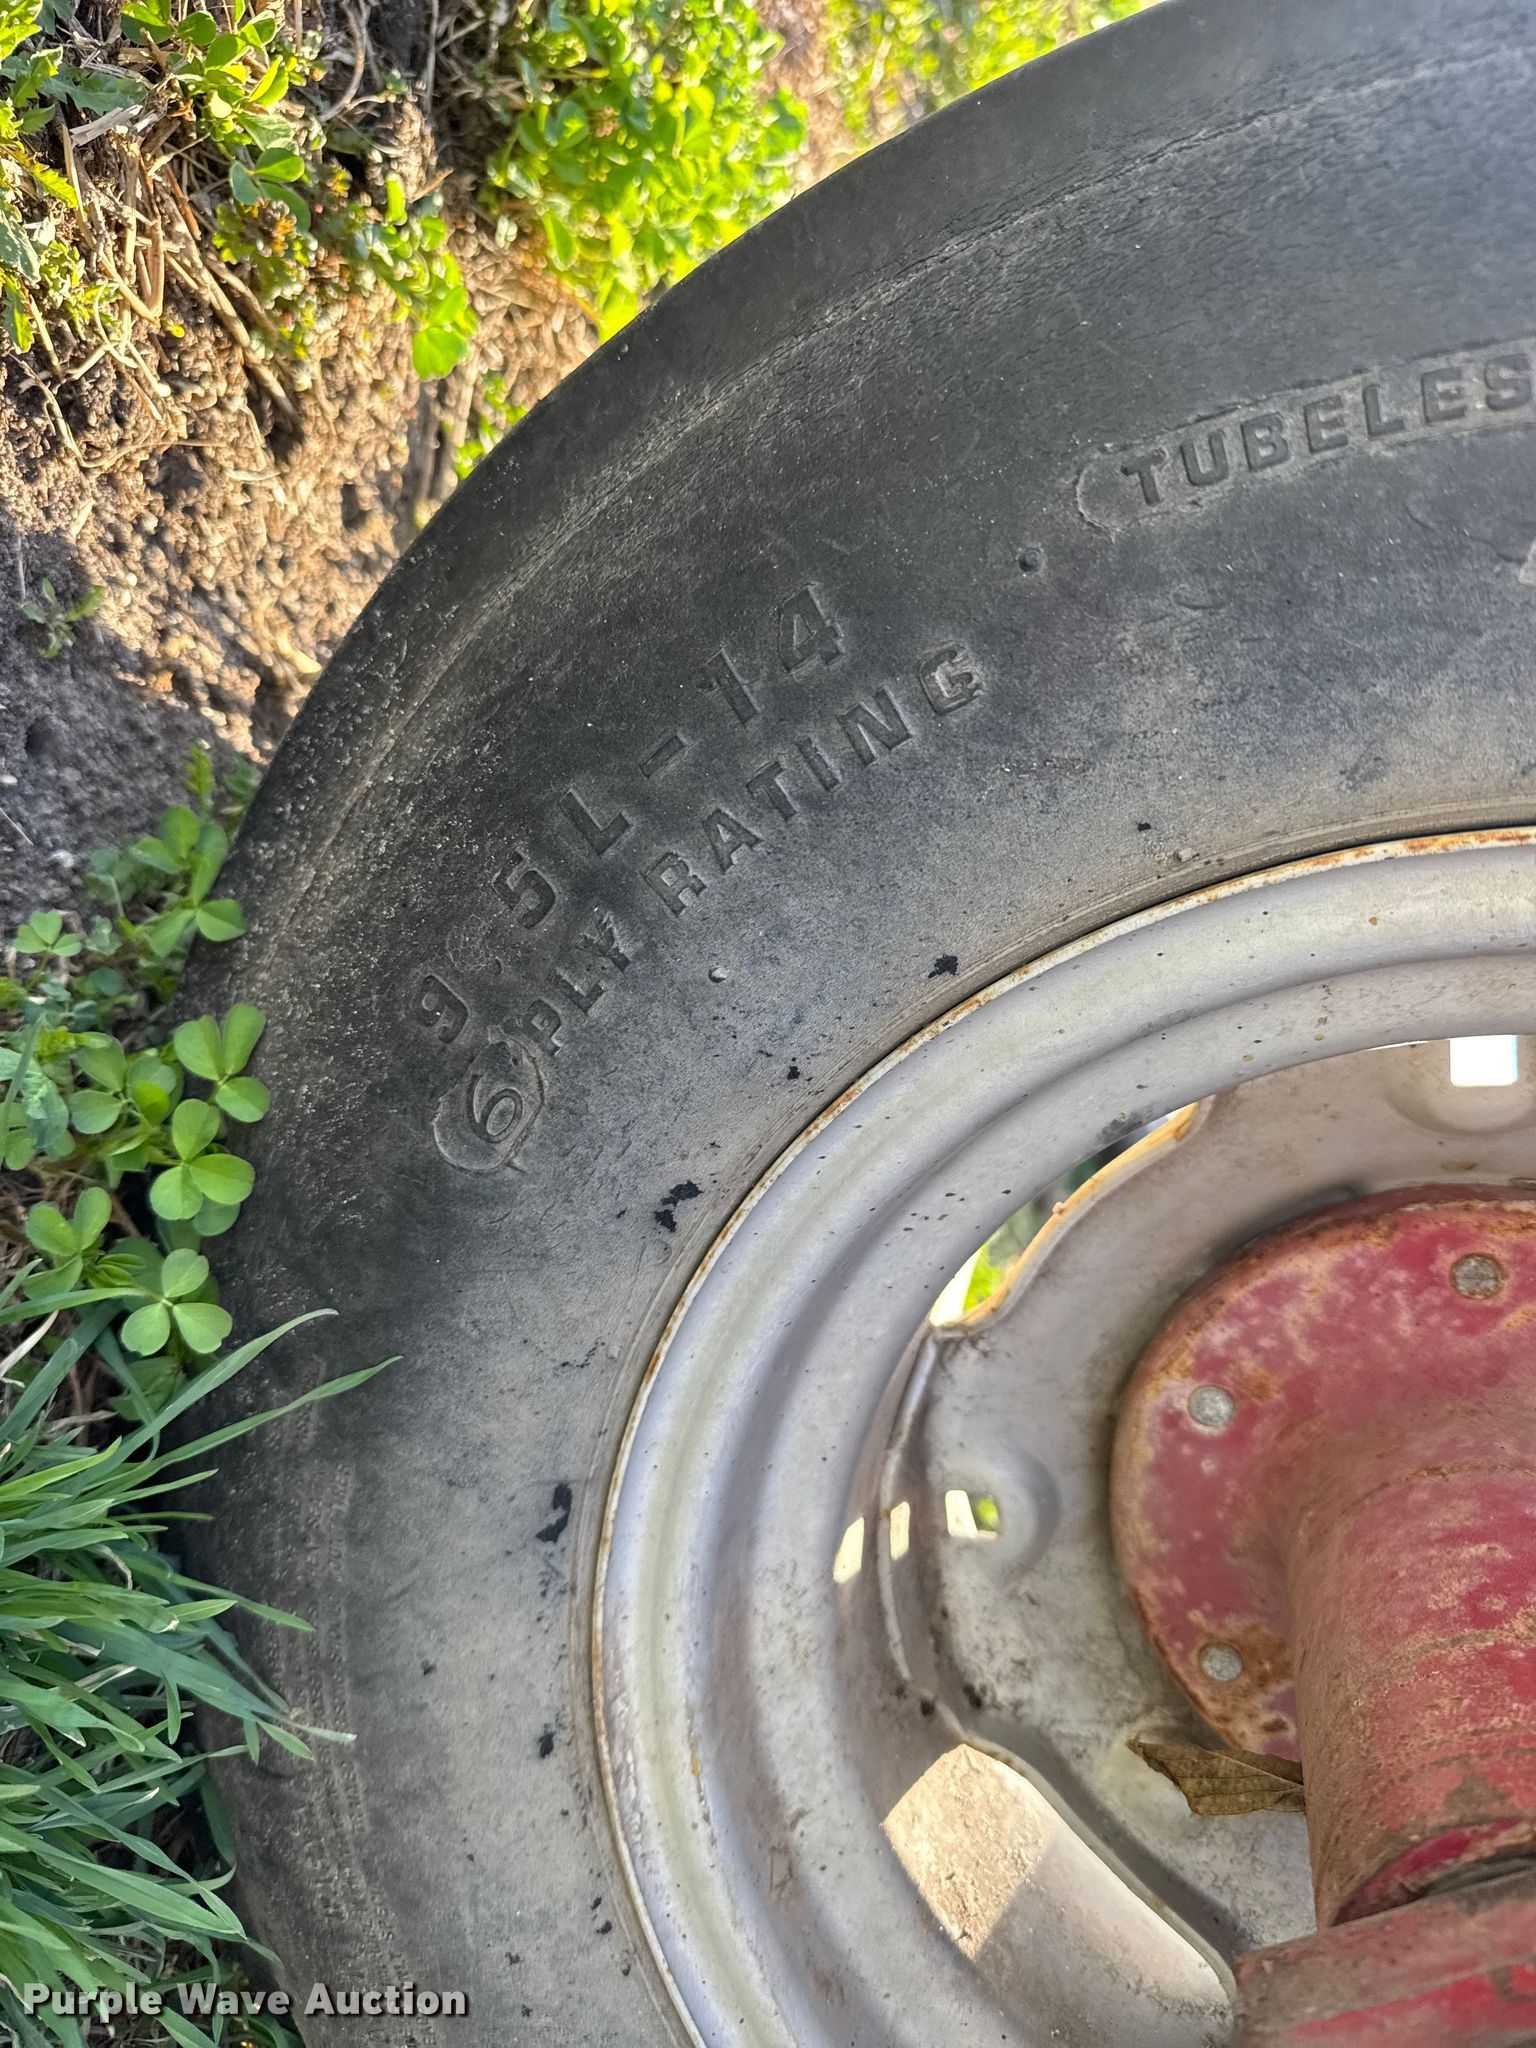 TUBELES
9.5L-14
6 PLY RATING
Purple Wave Auction